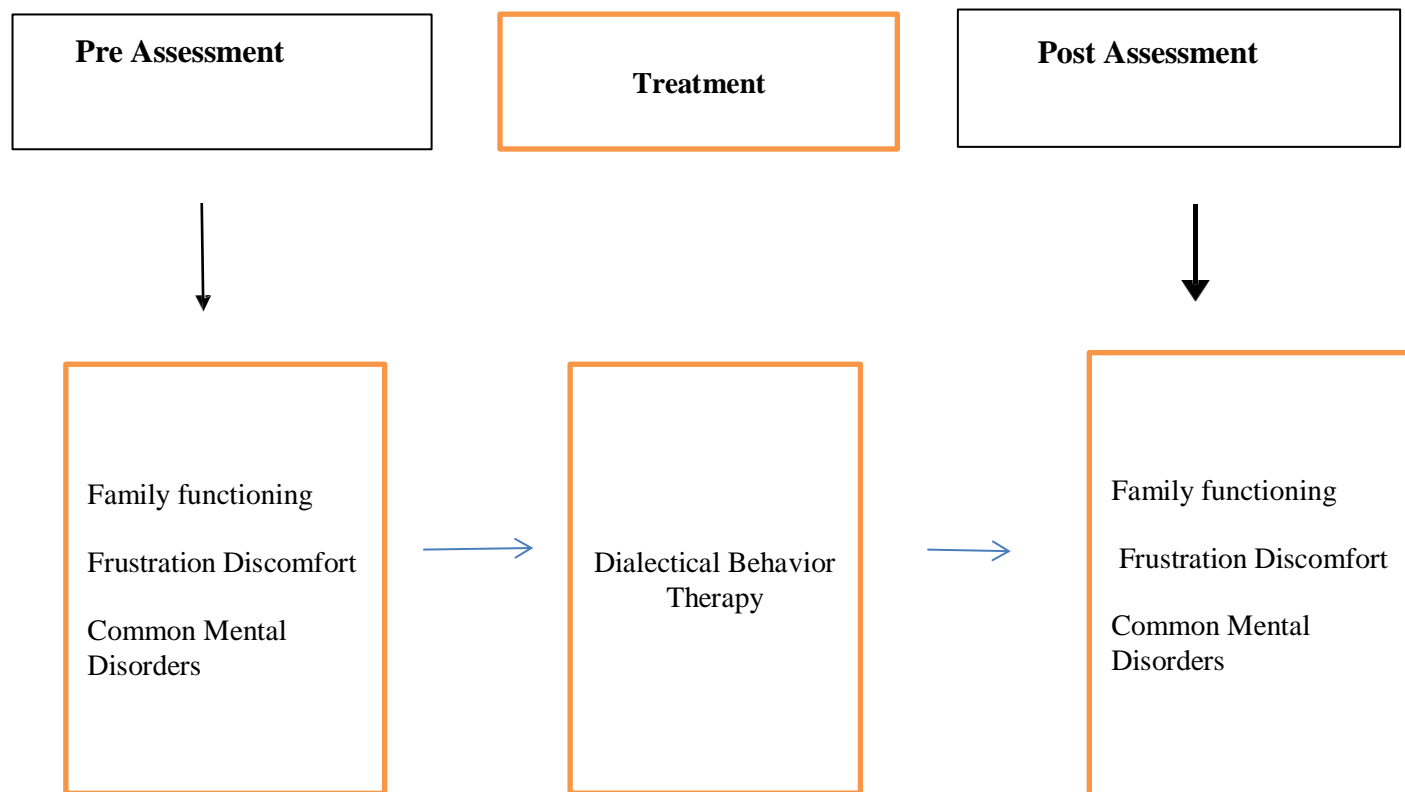 Pre Assessment
Treatment
Post Assessment
Family functioning
Frustration Discomfort
Common Mental
Disorders
Dialectical Behavior
Therapy
Family functioning
Frustration Discomfort
Common Mental
Disorders